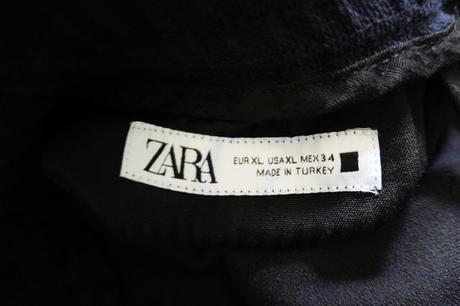 ZARA
EUR XL USA XL MEX 34
MADE IN TURKEY